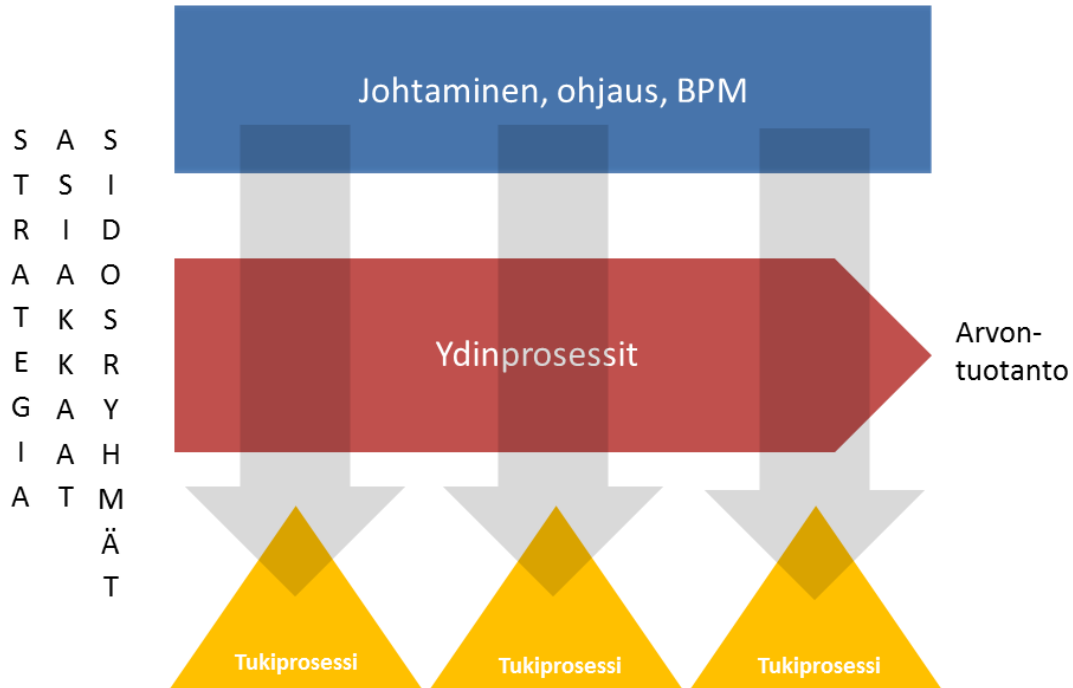 Johtaminen, ohjaus, BPM
STRATEGIA
ASIAKKAAT
SIDOSRYHMÄT
Ydinprosessit
Arvon-
tuotanto
Tukiprosessi
Tukiprosessi
Tukiprosessi